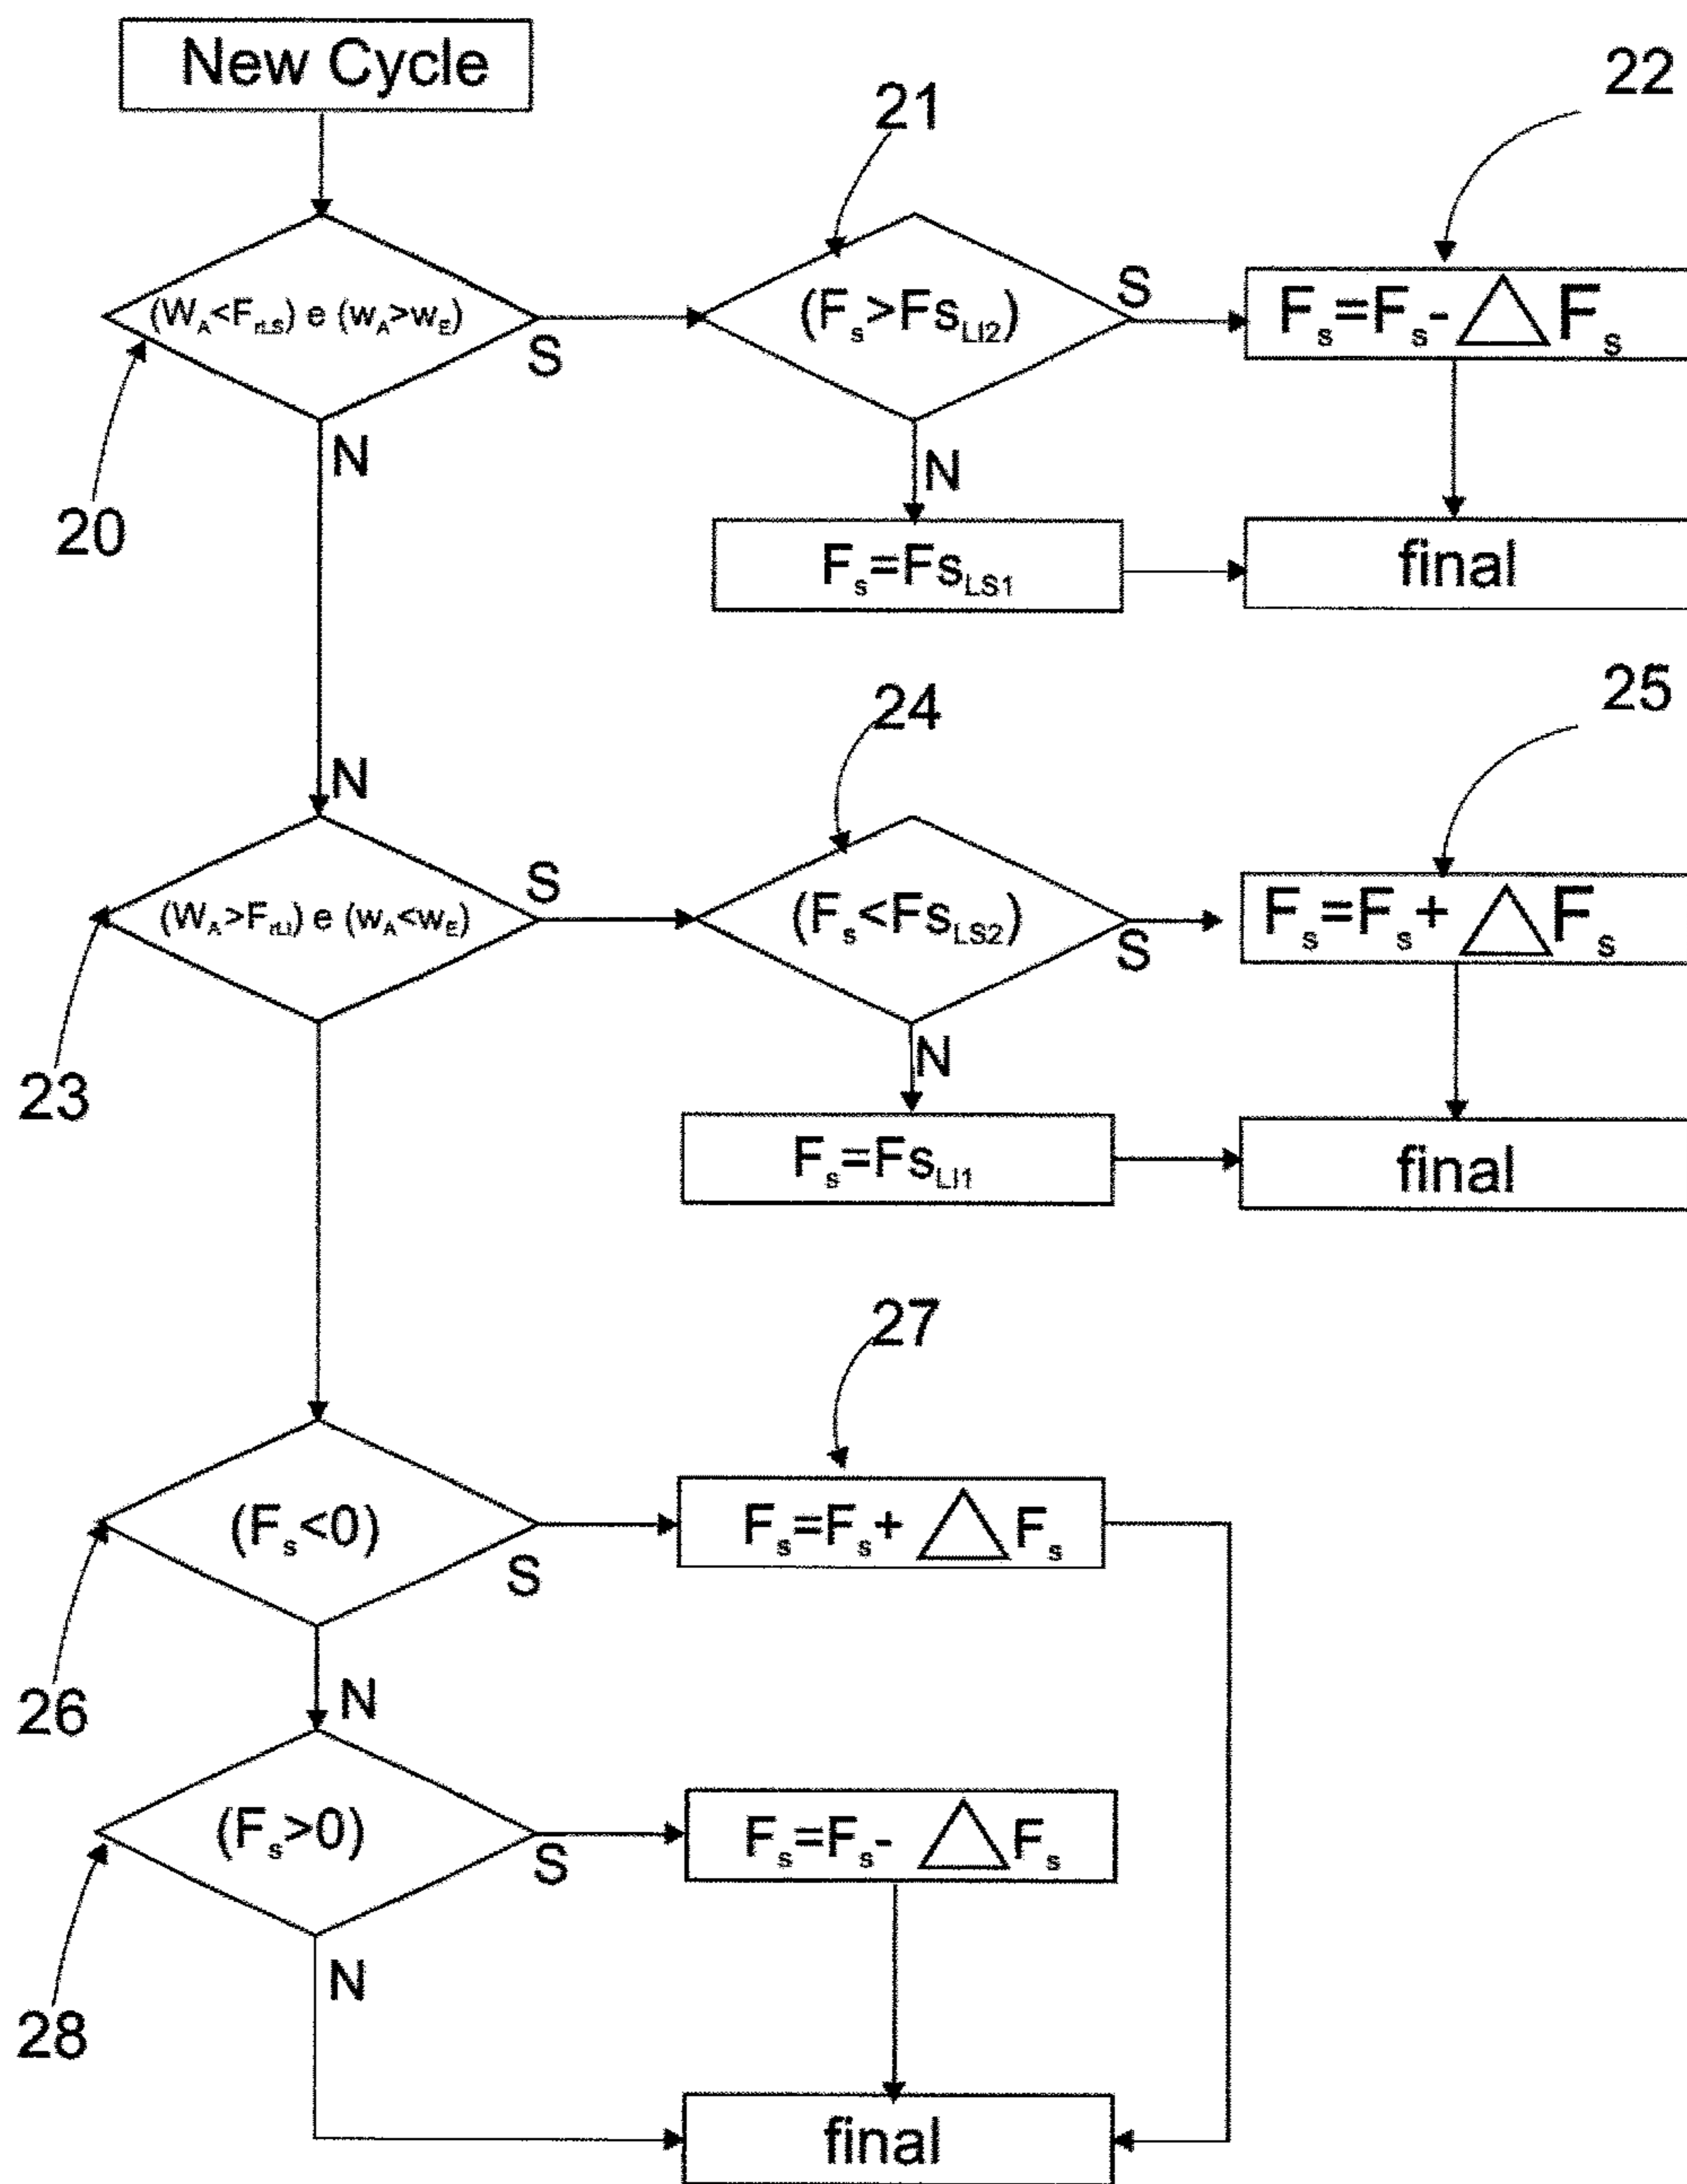 New Cycle
21
22
(W_A<F_rLS) e (w_A>w_E)
S
(F_s>Fs_LI2)
S
F_s=F_s- △F_s
N
N
20
F_s=Fs_LS1
final
24
25
N
(W_A>F_rLI) e (w_A<w_E)
S
(F_s<Fs_LS2)
S
F_s=F_s+ △F_s
N
23
F_s=Fs_LI1
final
27
(F_s<0)
S
F_s=F_s+ △F_s
26
N
(F_s>0)
S
F_s=F_s- △F_s
N
28
final